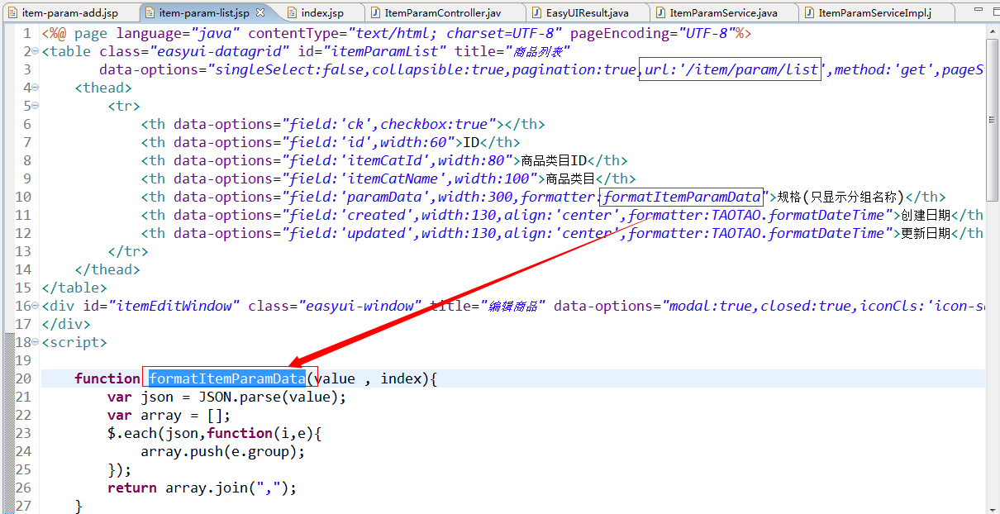 item-param-add.jsp item-param-list.jsp index.jsp ItemParamController.jav EasyUIResult.java ItemParamService.java ItemParamServiceImpl.j
1 <%@ page language="java" contentType="text/html; charset=UTF-8" pageEncoding="UTF-8"%>
2 <table class="easyui-datagrid" id="itemParamList" title="商品列表"
3 data-options="singleSelect:false,collapsible:true,pagination:true,url:'/item/param/list',method:'get',pageS
4 <thead>
5 <tr>
6 <th data-options="field:'ck',checkbox:true"></th>
7 <th data-options="field:'id',width:60">ID</th>
8 <th data-options="field:'itemCatId',width:80">商品类目ID</th>
9 <th data-options="field:'itemCatName',width:100">商品类目</th>
10 <th data-options="field:'paramData',width:300,formatter:formatItemParamData">规格(只显示分组名称)</th>
11 <th data-options="field:'created',width:130,align:'center',formatter:TAOTAO.formatDateTime">创建日期</th
12 <th data-options="field:'updated',width:130,align:'center',formatter:TAOTAO.formatDateTime">更新日期</th
13 </tr>
14 </thead>
15 </table>
16 <div id="itemEditWindow" class="easyui-window" title="编辑商品" data-options="modal:true,closed:true,iconCls:'icon-s
17 </div>
18 <script>
19
20 function formatItemParamData(value , index){
21 var json = JSON.parse(value);
22 var array = [];
23 $.each(json,function(i,e){
24 array.push(e.group);
25 });
26 return array.join(",");
27 }